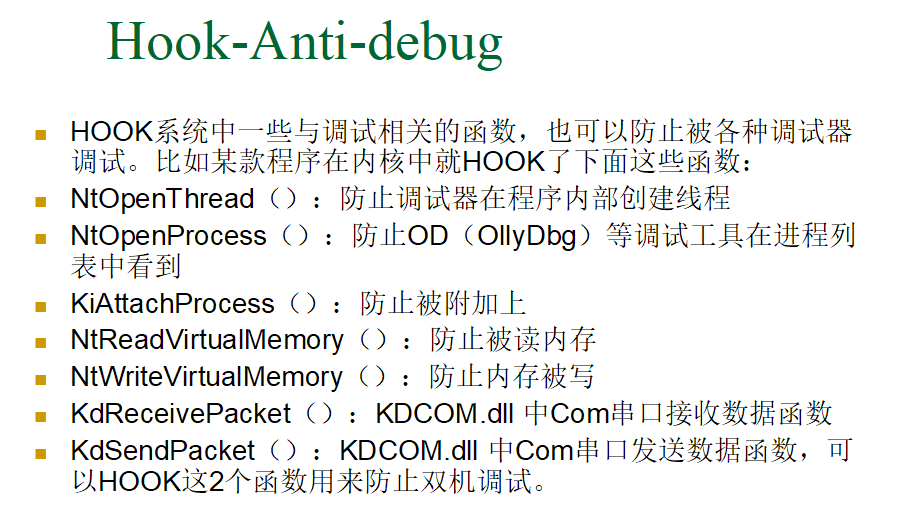 Hook-Anti-debug
HOOK系统中一些与调试相关的函数，也可以防止被各种调试器
调试。比如某款程序在内核中就HOOK了下面这些函数：
NtOpenThread（）：防止调试器在程序内部创建线程
NtOpenProcess（）：防止OD（OllyDbg）等调试工具在进程列
表中看到
KiAttachProcess（）：防止被附加上
NtReadVirtualMemory（）：防止被读内存
NtWriteVirtualMemory（）：防止内存被写
KdReceivePacket（）：KDCOM.dll 中Com串口接收数据函数
KdSendPacket（）：KDCOM.dll 中Com串口发送数据函数，可
以HOOK这2个函数用来防止双机调试。